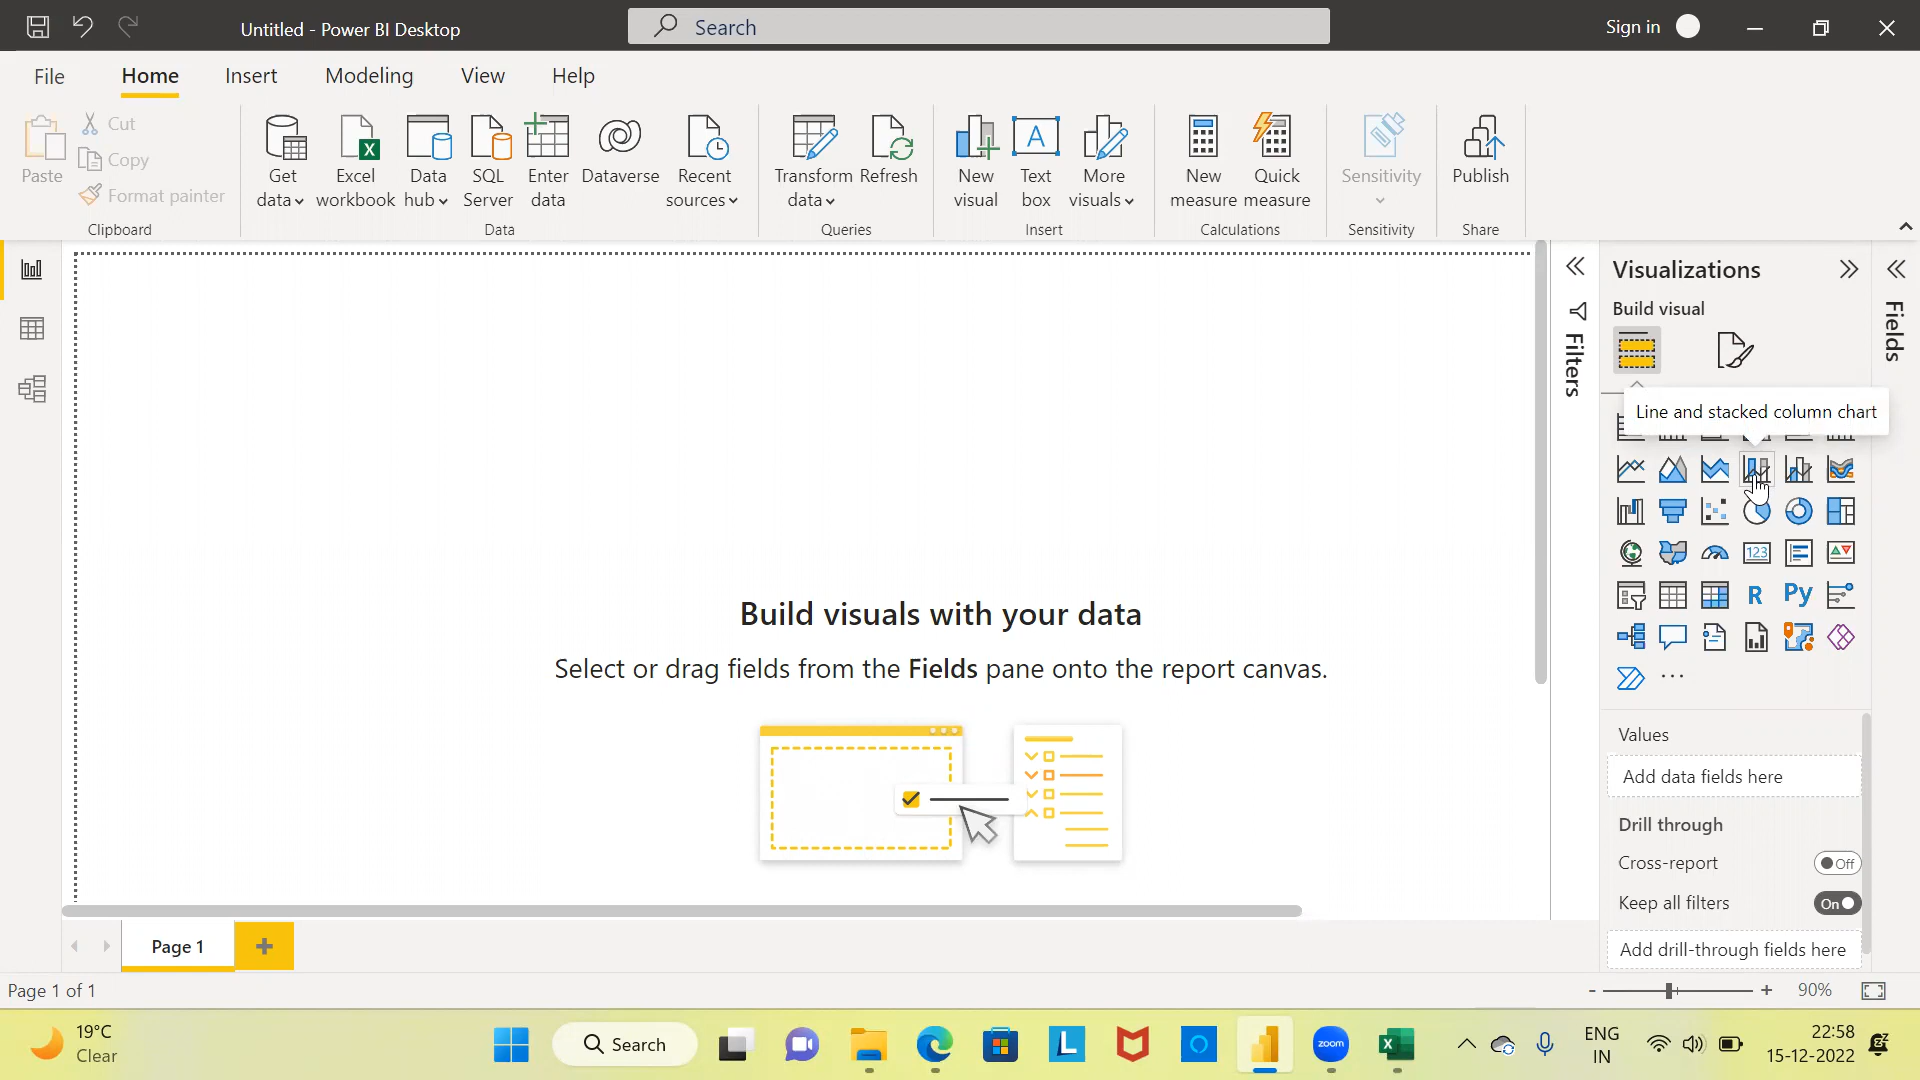 Untitled - Power BI Desktop
Search
Sign in
File
Home
Insert
Modeling
View
Help
Paste
Cut
Copy
Format painter
Clipboard
Get data
Excel workbook
Data hub
SQL Server
Enter data
Dataverse
Recent sources
Data
Transform data
Refresh
Queries
New visual
A
Text box
More visuals
Insert
New measure
Quick measure
Calculations
Sensitivity
Sensitivity
Publish
Share
Filters
Visualizations
Build visual
Fields
Line and stacked column chart
123
R
Py
Build visuals with your data
Select or drag fields from the Fields pane onto the report canvas.
Values
Add data fields here
Drill through
Cross-report
Off
Keep all filters
On
Add drill-through fields here
Page 1
Page 1 of 1
- + 90%
19°C
Clear
Search
L
zoom
ENG
IN
22:58
15-12-2022